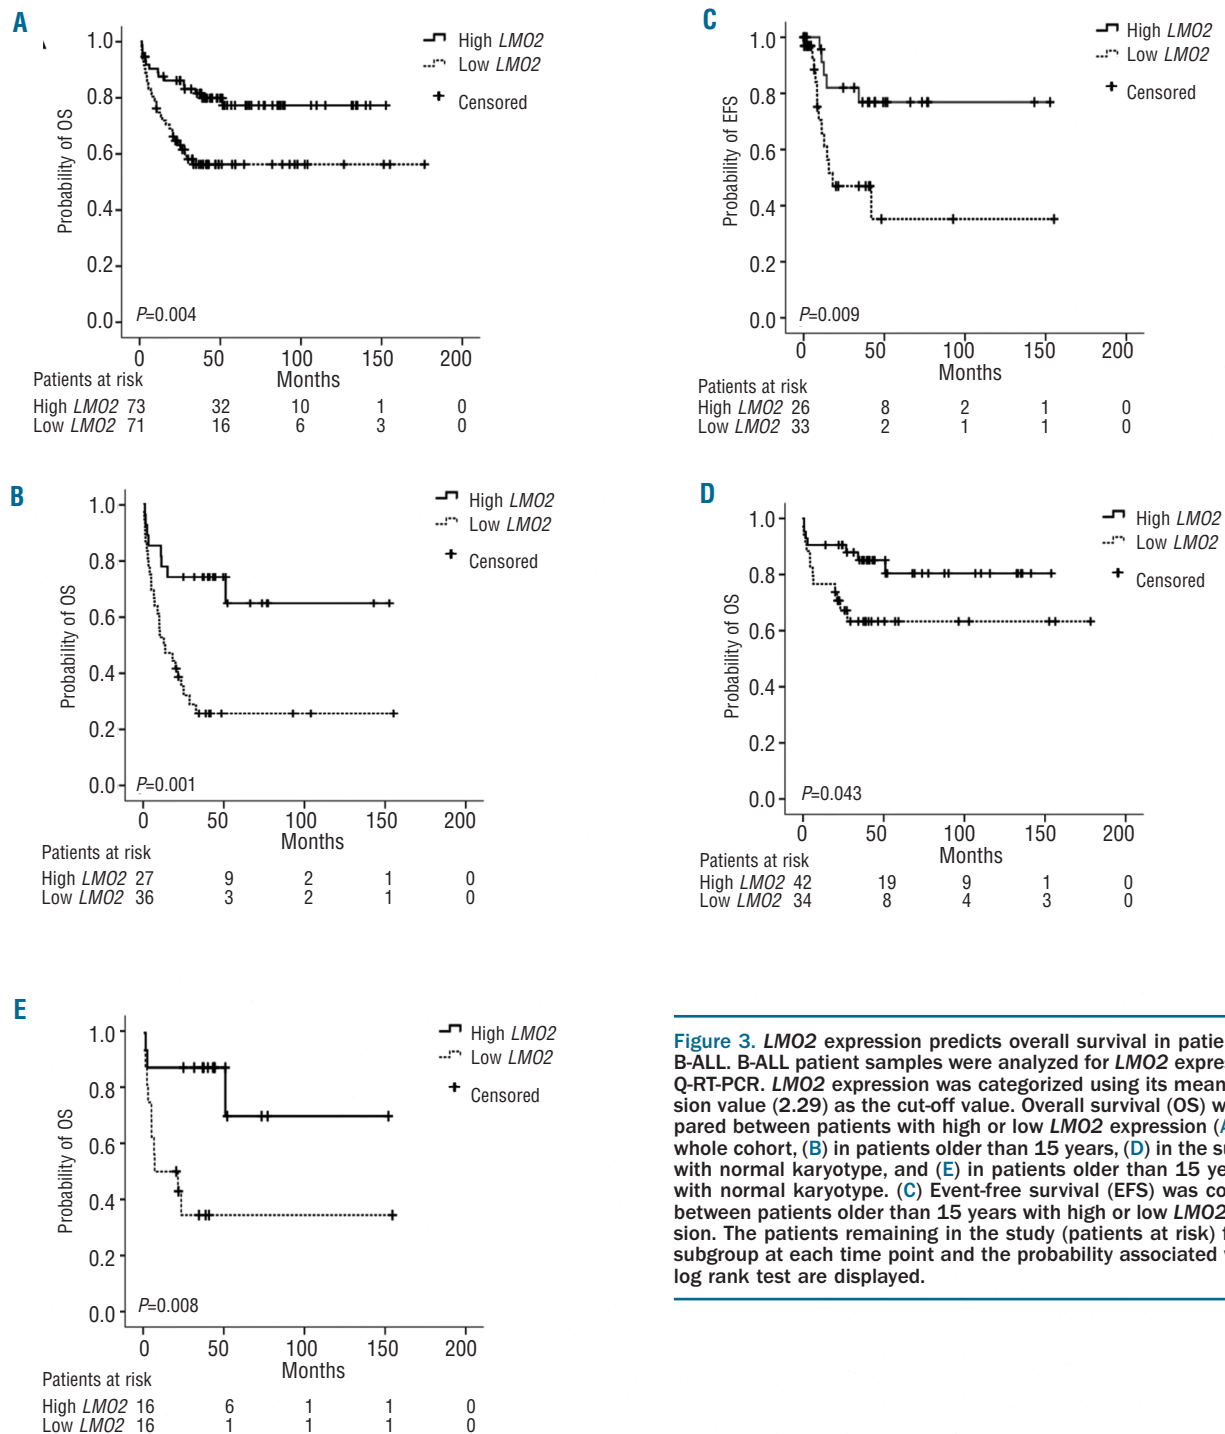 A
1.0
0.8
0.6
0.4
0.2
0.0
Probability of OS
High LMO2
Low LMO2
Censored
P=0.004
0 50 100 150 200
Months
Patients at risk
High LMO2 73 32 10 1 0
Low LMO2 71 16 6 3 0
C
1.0
0.8
0.6
0.4
0.2
0.0
Probability of EFS
High LMO2
Low LMO2
Censored
P=0.009
0 50 100 150 200
Months
Patients at risk
High LMO2 26 8 2 1 0
Low LMO2 33 2 1 1 0
B
1.0
0.8
0.6
0.4
0.2
0.0
Probability of OS
High LMO2
Low LMO2
Censored
P=0.001
0 50 100 150 200
Months
Patients at risk
High LMO2 27 9 2 1 0
Low LMO2 36 3 2 1 0
D
1.0
0.8
0.6
0.4
0.2
0.0
Probability of OS
High LMO2
Low LMO2
Censored
P=0.043
0 50 100 150 200
Months
Patients at risk
High LMO2 42 19 9 1 0
Low LMO2 34 8 4 3 0
E
1.0
0.8
0.6
0.4
0.2
0.0
Probability of OS
High LMO2
Low LMO2
Censored
P=0.008
0 50 100 150 200
Months
Patients at risk
High LMO2 16 6 1 1 0
Low LMO2 16 1 1 1 0
Figure 3. LMO2 expression predicts overall survival in patie
B-ALL. B-ALL patient samples were analyzed for LMO2 expres
Q-RT-PCR. LMO2 expression was categorized using its mean
sion value (2.29) as the cut-off value. Overall survival (OS) w
pared between patients with high or low LMO2 expression (A
whole cohort, (B) in patients older than 15 years, (D) in the su
with normal karyotype, and (E) in patients older than 15 ye
with normal karyotype. (C) Event-free survival (EFS) was co
between patients older than 15 years with high or low LMO2
sion. The patients remaining in the study (patients at risk) f
subgroup at each time point and the probability associated
log rank test are displayed.